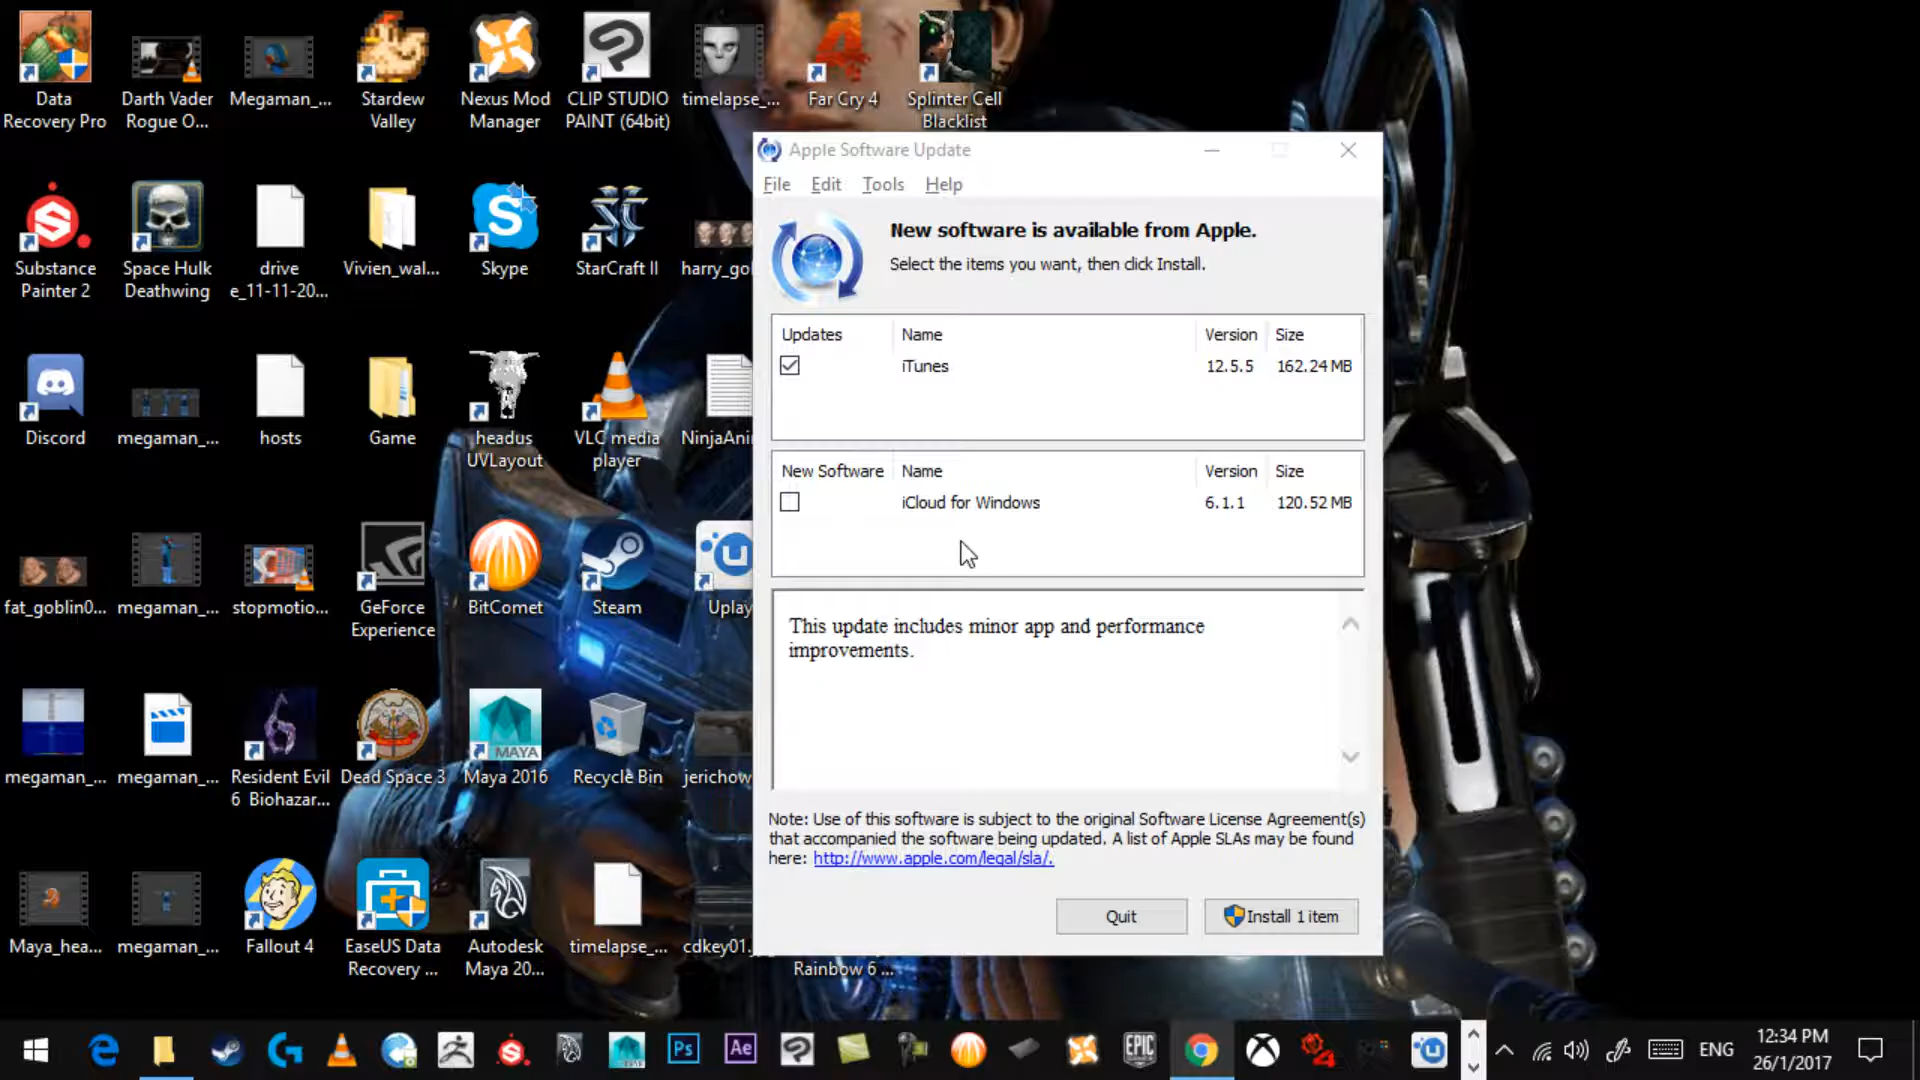 Data
Recovery Pro
Darth Vader
Rogue O...
Megaman_...
Stardew
Valley
Nexus Mod
Manager
CLIP STUDIO
PAINT (64bit)
timelapse_...
Far Cry 4
Splinter Cell
Blacklist
Substance
Painter 2
Space Hulk
Deathwing
drive
e_11-11-20...
Vivien_wal...
Skype
StarCraft II
harry_gol
Discord
megaman_...
hosts
Game
headus
UVLayout
VLC media
player
NinjaAni
fat_goblin0...
megaman_...
stopmotio...
GeForce
Experience
BitComet
Steam
Uplay
megaman_...
megaman_...
Resident Evil
6 Biohazar...
Dead Space 3
MAYA
Maya 2016
Recycle Bin
jerichow
Maya_hea...
megaman_...
Fallout 4
EaseUS Data
Recovery ...
Autodesk
Maya 20...
timelapse_...
cdkey01.
Rainbow 6 ...
Apple Software Update
File Edit Tools Help
New software is available from Apple.
Select the items you want, then click Install.
Updates Name Version Size
iTunes 12.5.5 162.24 MB
New Software Name Version Size
iCloud for Windows 6.1.1 120.52 MB
This update includes minor app and performance
improvements.
Note: Use of this software is subject to the original Software License Agreement(s)
that accompanied the software being updated. A list of Apple SLAs may be found
here: http://www.apple.com/legal/sla/.
Quit
Install 1 item
Ps
Ae
EPIC
ENG
12:34 PM
26/1/2017